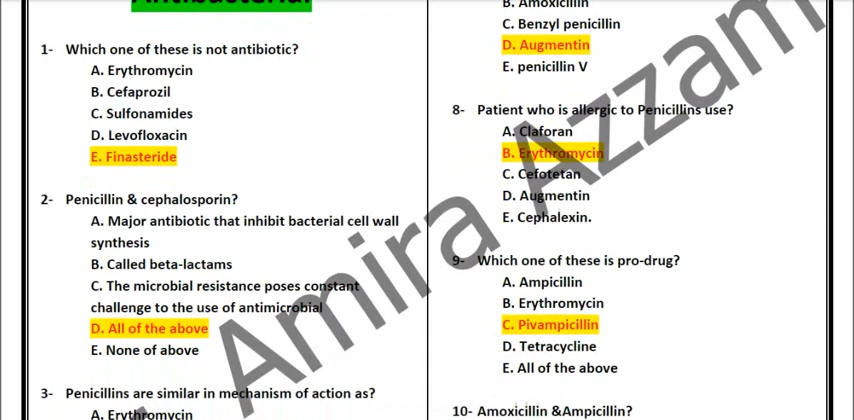 Antibacterial
1- Which one of these is not antibiotic?
A. Erythromycin
B. Cefaprozil
C. Sulfonamides
D. Levofloxacin
E. Finasteride
2- Penicillin & cephalosporin?
A. Major antibiotic that inhibit bacterial cell wall
synthesis
B. Called beta-lactams
C. The microbial resistance poses constant
challenge to the use of antimicrobial
D. All of the above
E. None of above
3- Penicillins are similar in mechanism of action as?
A. Erythromycin
B. Amoxicillin
C. Benzyl penicillin
D. Augmentin
E. penicillin V
8- Patient who is allergic to Penicillins use?
A. Claforan
B. Erythromycin
C. Cefotetan
D. Augmentin
E. Cephalexin.
9- Which one of these is pro-drug?
A. Ampicillin
B. Erythromycin
C. Pivampicillin
D. Tetracycline
E. All of the above
10- Amoxicillin &Ampicillin?
Amira Azzam